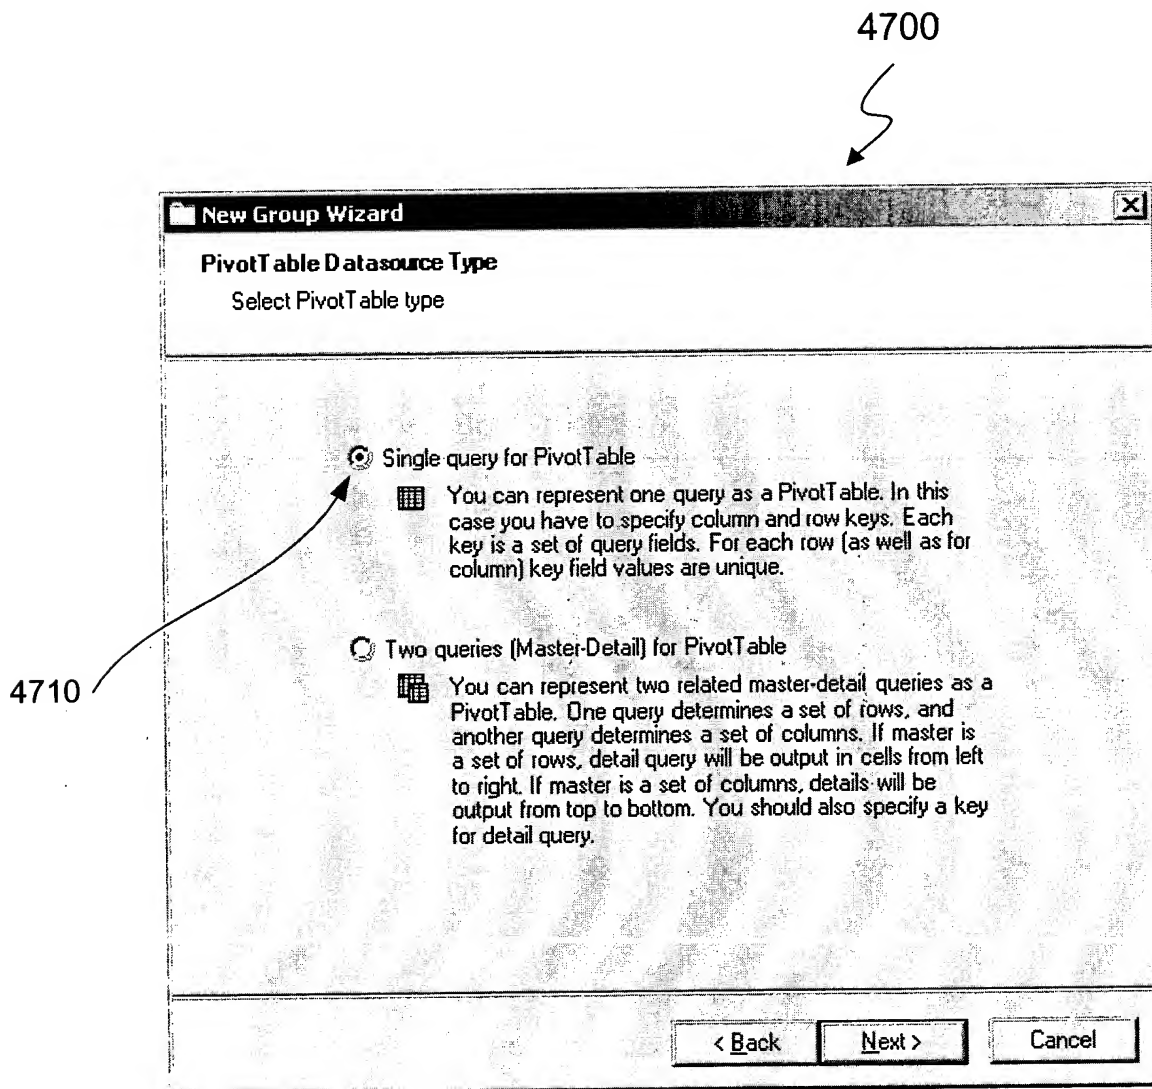 4700
New Group Wizard
PivotTable Datasource Type
Select PivotTable type
Single query for PivotTable
You can represent one query as a PivotTable. In this
case you have to specify column and row keys. Each
key is a set of query fields. For each row (as well as for
column) key field values are unique.
Two queries (Master-Detail) for PivotTable
4710
You can represent two related master-detail queries as a
PivotTable. One query determines a set of rows, and
another query determines a set of columns. If master is
a set of rows, detail query will be output in cells from left
to right. If master is a set of columns, details will be
output from top to bottom. You should also specify a key
for detail query.
< Back Next > Cancel